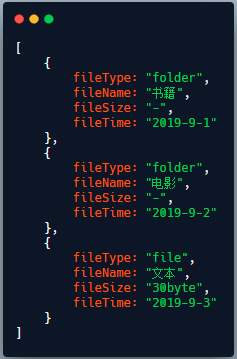 [
    {
        fileType: "folder",
        fileName: "书籍",
        fileSize: "-",
        fileTime: "2019-9-1"
    },
    {
        fileType: "folder",
        fileName: "电影",
        fileSize: "-",
        fileTime: "2019-9-2"
    },
    {
        fileType: "file",
        fileName: "文本",
        fileSize: "30byte",
        fileTime: "2019-9-3"
    }
]